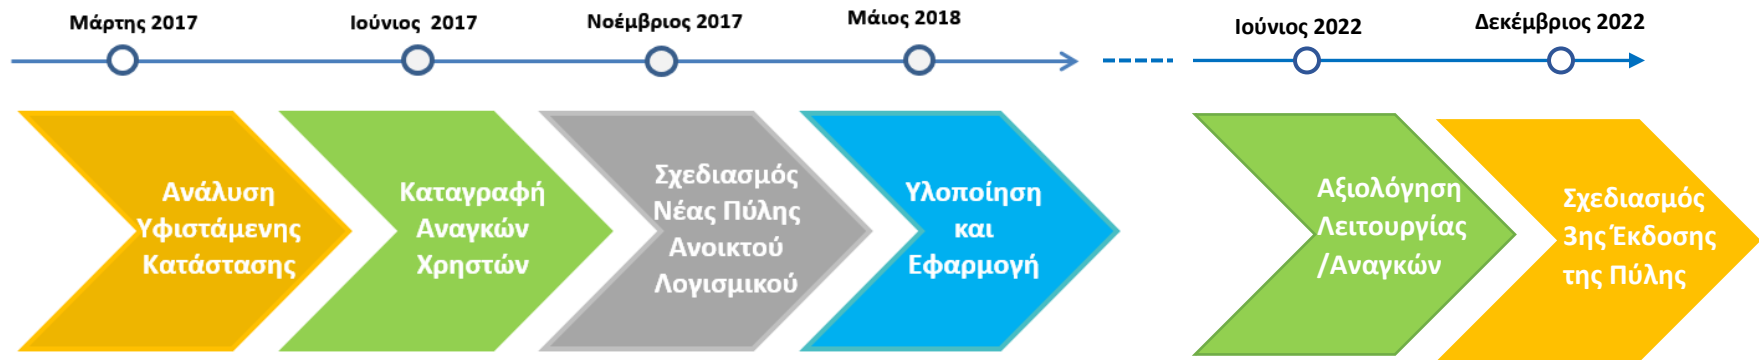 Μάρτης 2017
Ιούνιος 2017
Νοέμβριος 2017
Μάιος 2018
Ιούνιος 2022
Δεκέμβριος 2022
Ανάλυση
Υφιστάμενης
Κατάστασης
Καταγραφή
Αναγκών
Χρηστών
Σχεδιασμός
Νέας Πύλης
Ανοικτού
Λογισμικού
Υλοποίηση
και
Εφαρμογή
Αξιολόγηση
Λειτουργίας
/Αναγκών
Σχεδιασμός
3ης Έκδοσης
της Πύλης